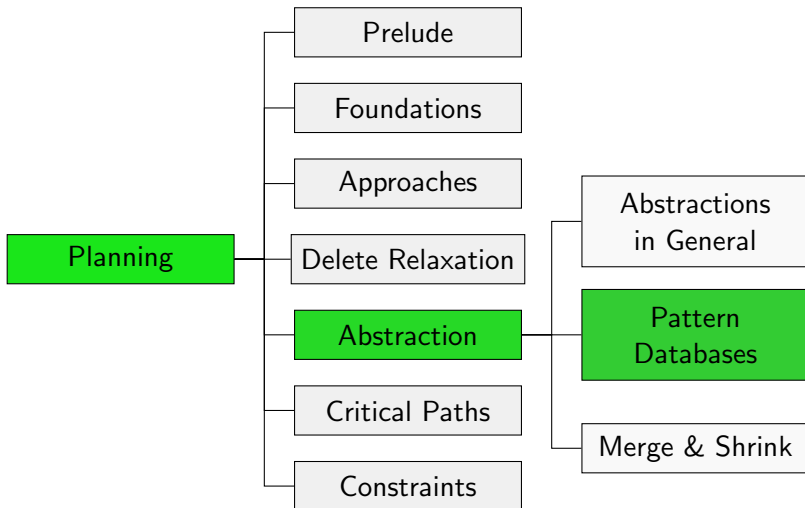 Planning
Prelude
Foundations
Approaches
Delete Relaxation
Abstraction
Critical Paths
Constraints
Abstractions
in General
Pattern
Databases
Merge & Shrink